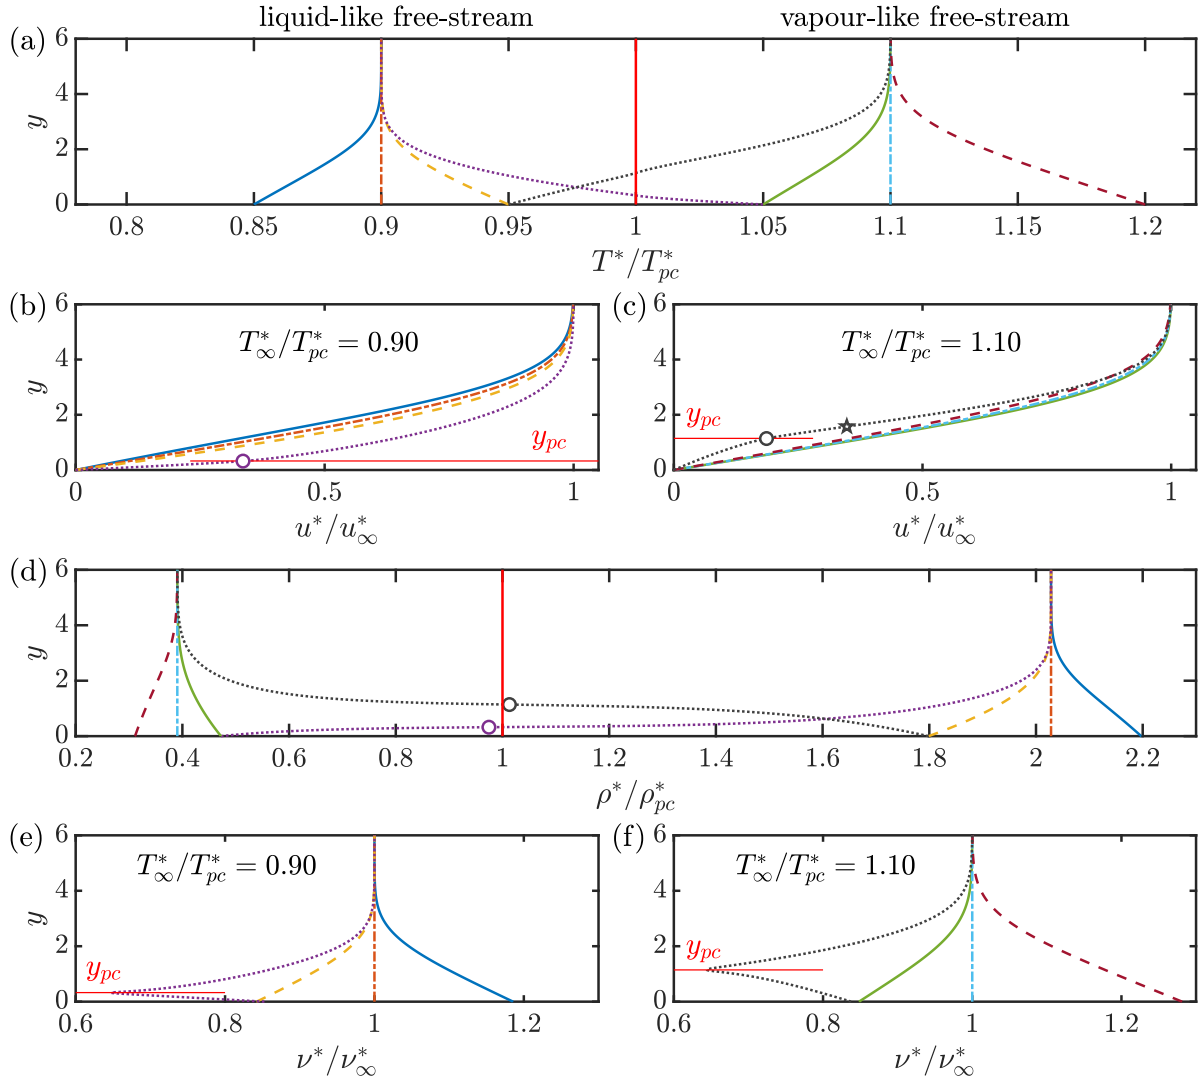 liquid-like free-stream vapour-like free-stream
(a)
6
4
2
0
y
0.8 0.85 0.9 0.95 1 1.05 1.1 1.15 1.2
T*/T*pc
(b)
6
4
2
0
y
T*∞/T*pc = 0.90
ypc
0 0.5 1
u*/u*∞
(c)
6
4
2
0
T*∞/T*pc = 1.10
ypc
0 0.5 1
u*/u*∞
(d)
6
4
2
0
y
0.2 0.4 0.6 0.8 1 1.2 1.4 1.6 1.8 2 2.2
ρ*/ρ*pc
(e)
6
4
2
0
y
T*∞/T*pc = 0.90
ypc
0.6 0.8 1 1.2
ν*/ν*∞
(f)
6
4
2
0
T*∞/T*pc = 1.10
ypc
0.6 0.8 1 1.2
ν*/ν*∞